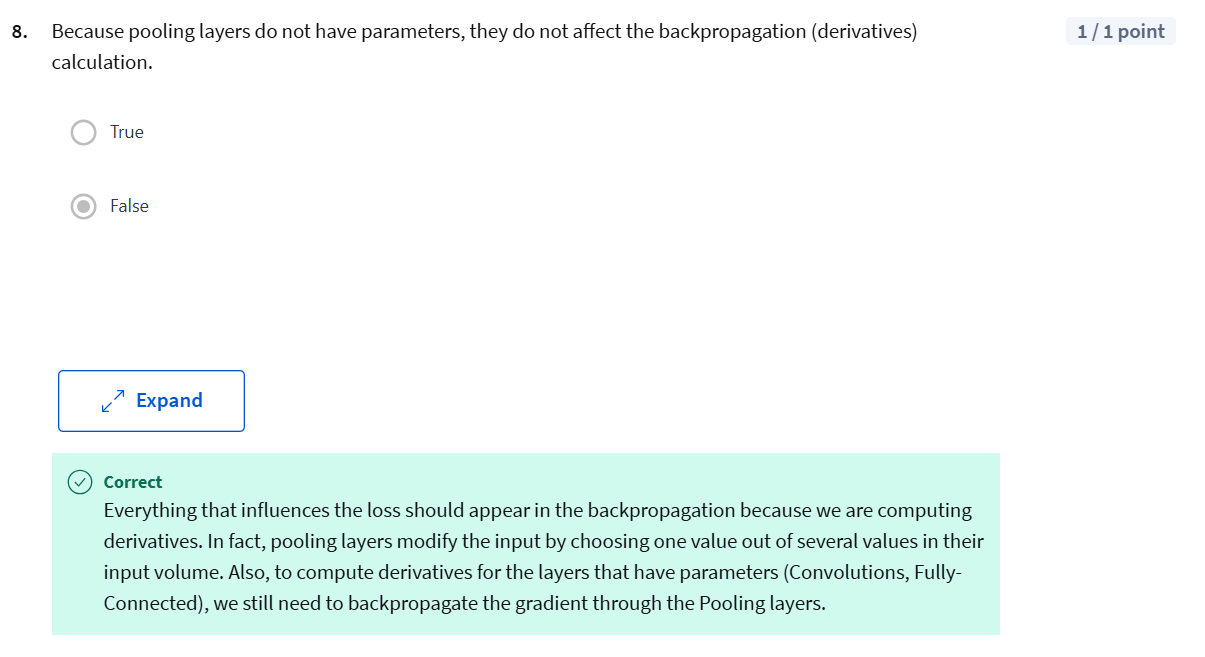 8. Because pooling layers do not have parameters, they do not affect the backpropagation (derivatives) 1 / 1 point
calculation.
True
False
Expand
Correct
Everything that influences the loss should appear in the backpropagation because we are computing
derivatives. In fact, pooling layers modify the input by choosing one value out of several values in their
input volume. Also, to compute derivatives for the layers that have parameters (Convolutions, Fully-
Connected), we still need to backpropagate the gradient through the Pooling layers.